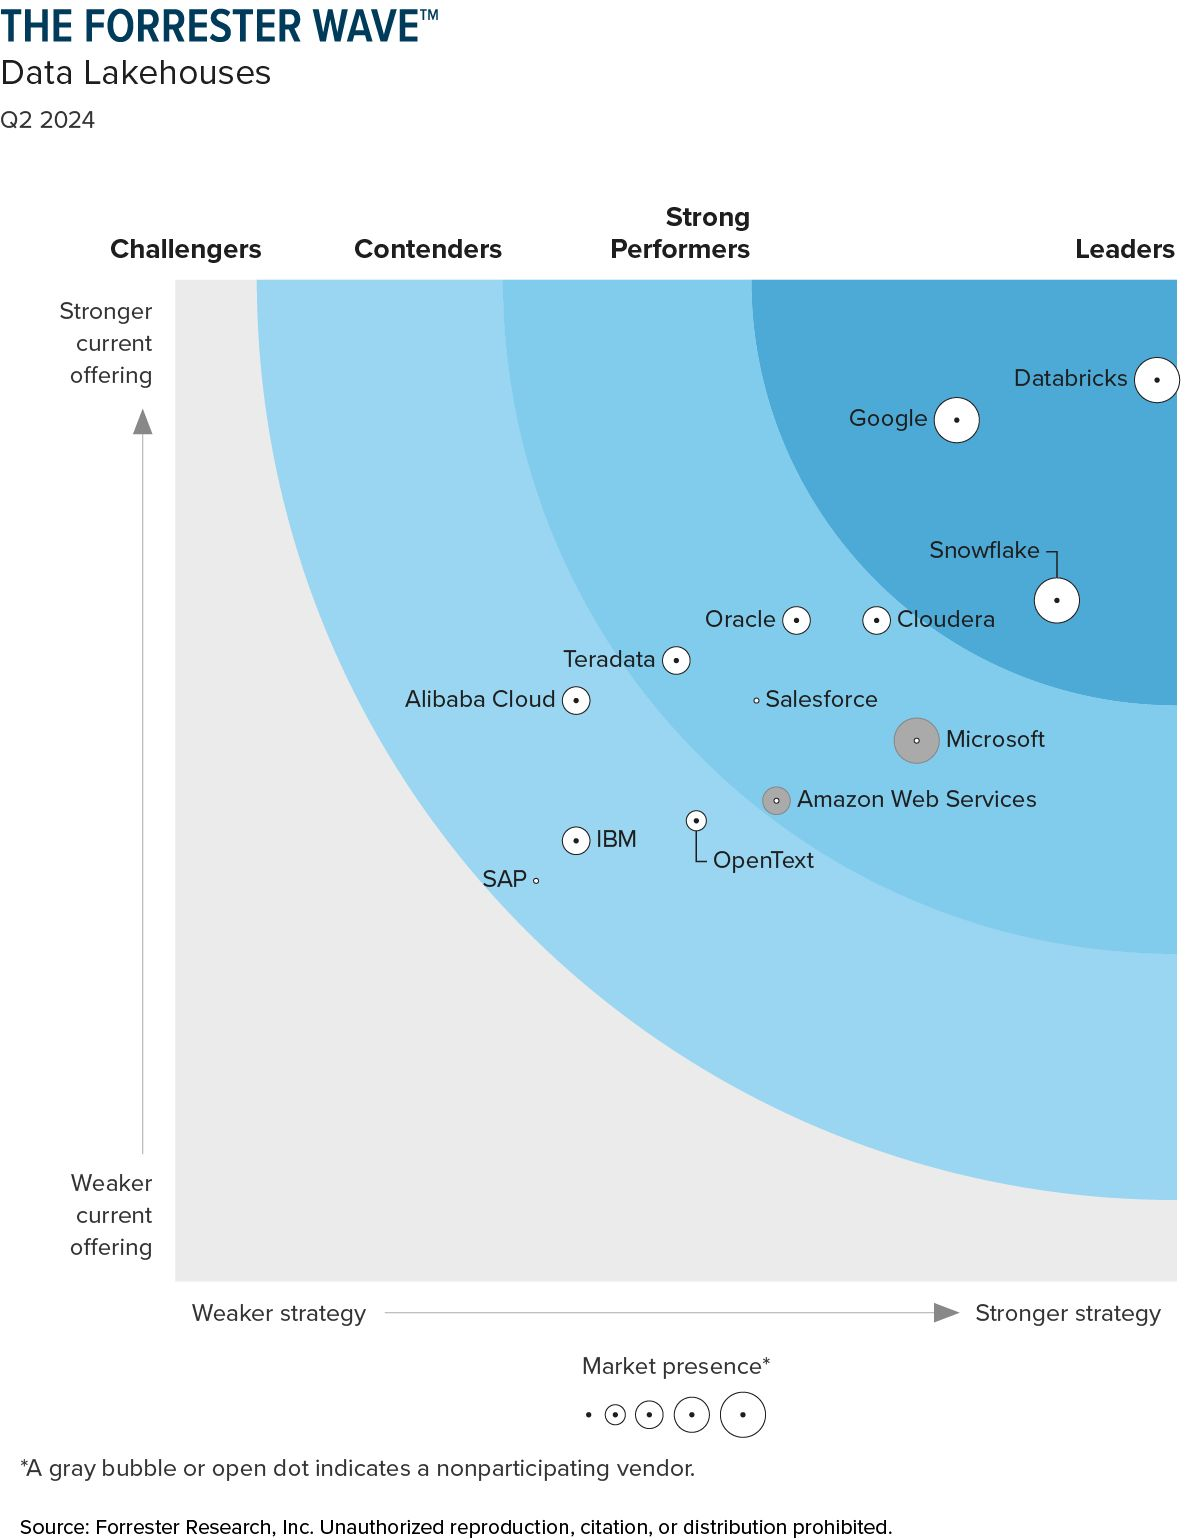 THE FORRESTER WAVE™
Data Lakehouses
Q2 2024
Challengers
Contenders
Strong
Performers
Leaders
Stronger
current
offering
Databricks
Google
Snowflake
Oracle
Cloudera
Teradata
Alibaba Cloud
Salesforce
Microsoft
Amazon Web Services
IBM
OpenText
SAP
Weaker
current
offering
Weaker strategy
Stronger strategy
Market presence*
*A gray bubble or open dot indicates a nonparticipating vendor.
Source: Forrester Research, Inc. Unauthorized reproduction, citation, or distribution prohibited.